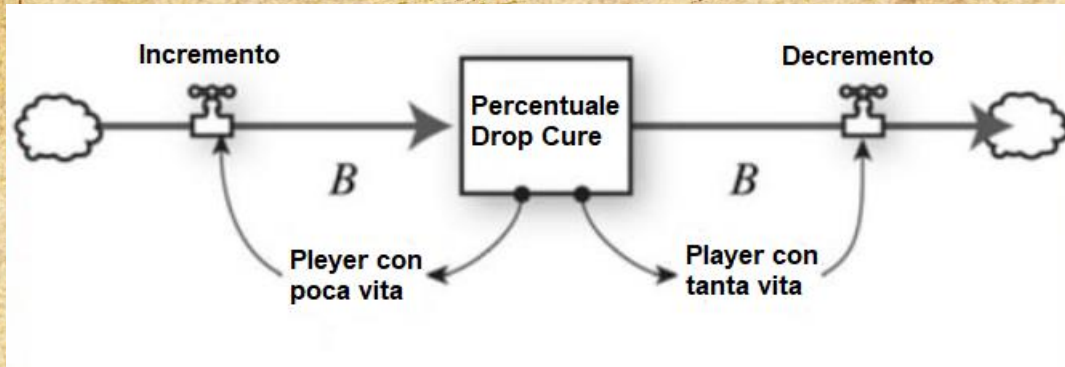 Incremento
Decremento
Percentuale
Drop Cure
B
B
Pleyer con
poca vita
Player con
tanta vita